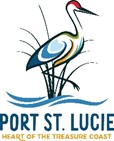 PORT ST. LUCIE
HEART OF THE TREASURE COAST